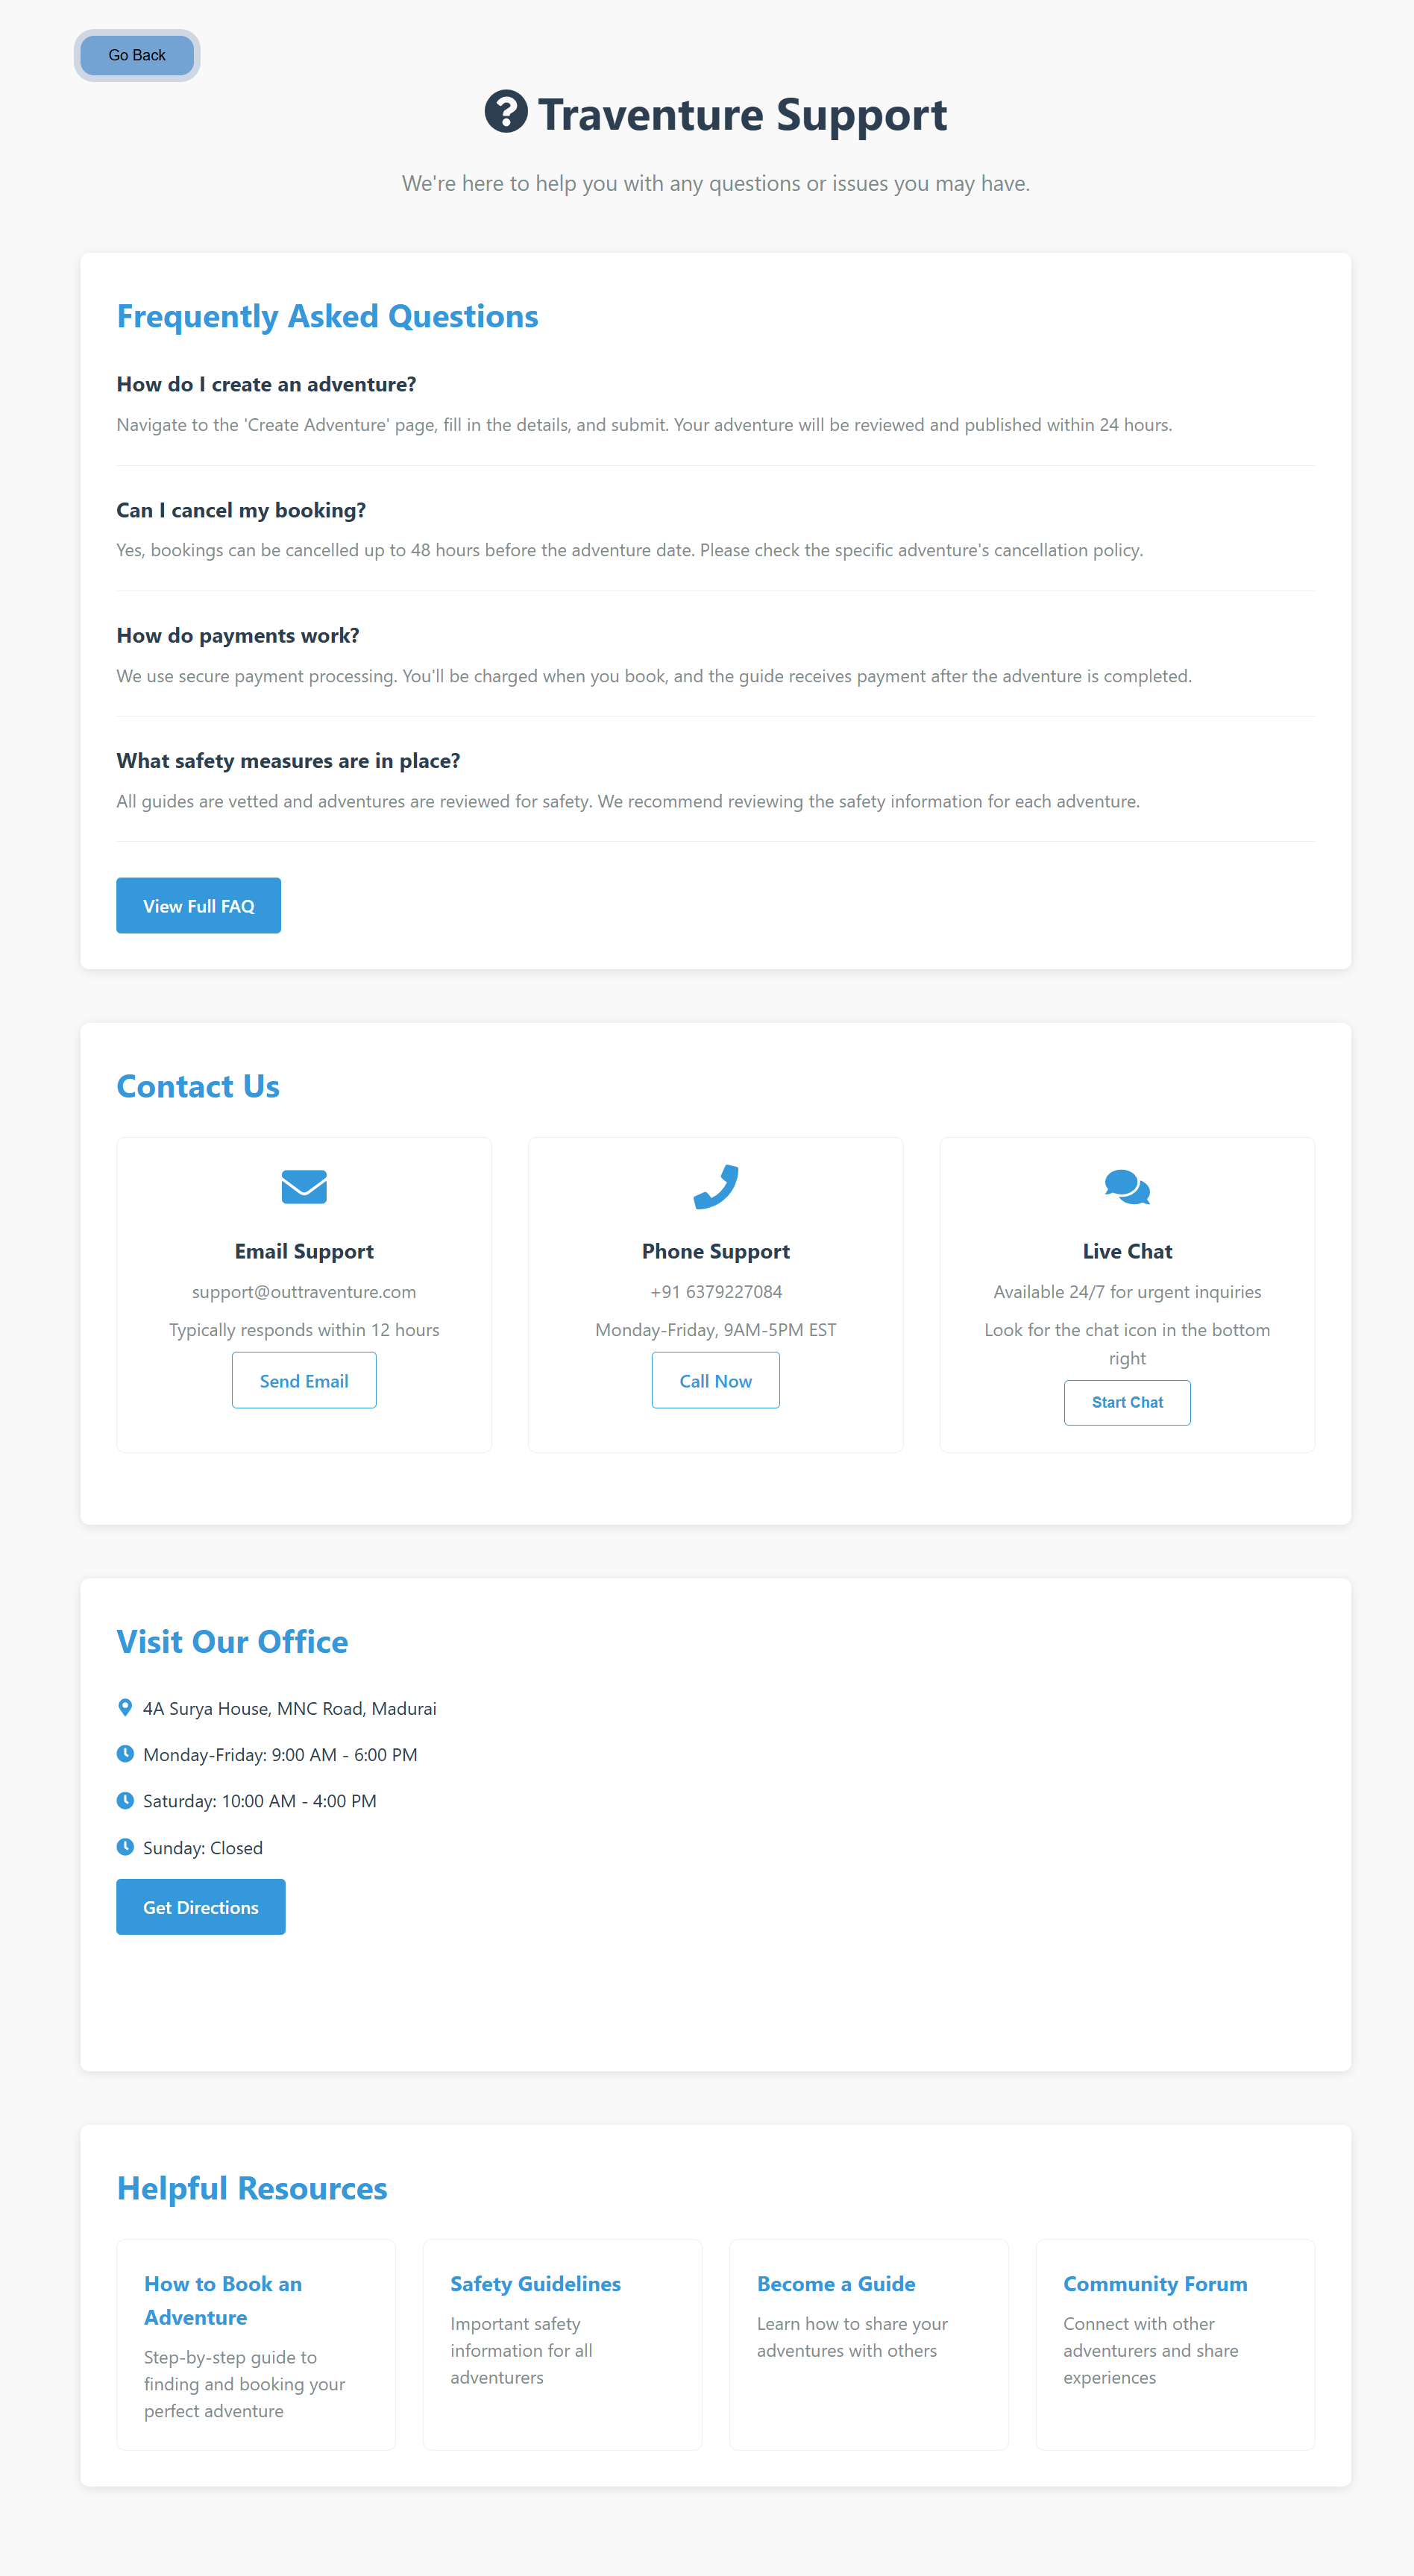 Go Back
Traventure Support
We're here to help you with any questions or issues you may have.
Frequently Asked Questions
How do I create an adventure?
Navigate to the 'Create Adventure' page, fill in the details, and submit. Your adventure will be reviewed and published within 24 hours.
Can I cancel my booking?
Yes, bookings can be cancelled up to 48 hours before the adventure date. Please check the specific adventure's cancellation policy.
How do payments work?
We use secure payment processing. You'll be charged when you book, and the guide receives payment after the adventure is completed.
What safety measures are in place?
All guides are vetted and adventures are reviewed for safety. We recommend reviewing the safety information for each adventure.
View Full FAQ
Contact Us
Email Support
support@outtraventure.com
Typically responds within 12 hours
Send Email
Phone Support
+91 6379227084
Monday-Friday, 9AM-5PM EST
Call Now
Live Chat
Available 24/7 for urgent inquiries
Look for the chat icon in the bottom
right
Start Chat
Visit Our Office
4A Surya House, MNC Road, Madurai
Monday-Friday: 9:00 AM - 6:00 PM
Saturday: 10:00 AM - 4:00 PM
Sunday: Closed
Get Directions
Helpful Resources
How to Book an
Adventure
Step-by-step guide to
finding and booking your
perfect adventure
Safety Guidelines
Important safety
information for all
adventurers
Become a Guide
Learn how to share your
adventures with others
Community Forum
Connect with other
adventurers and share
experiences